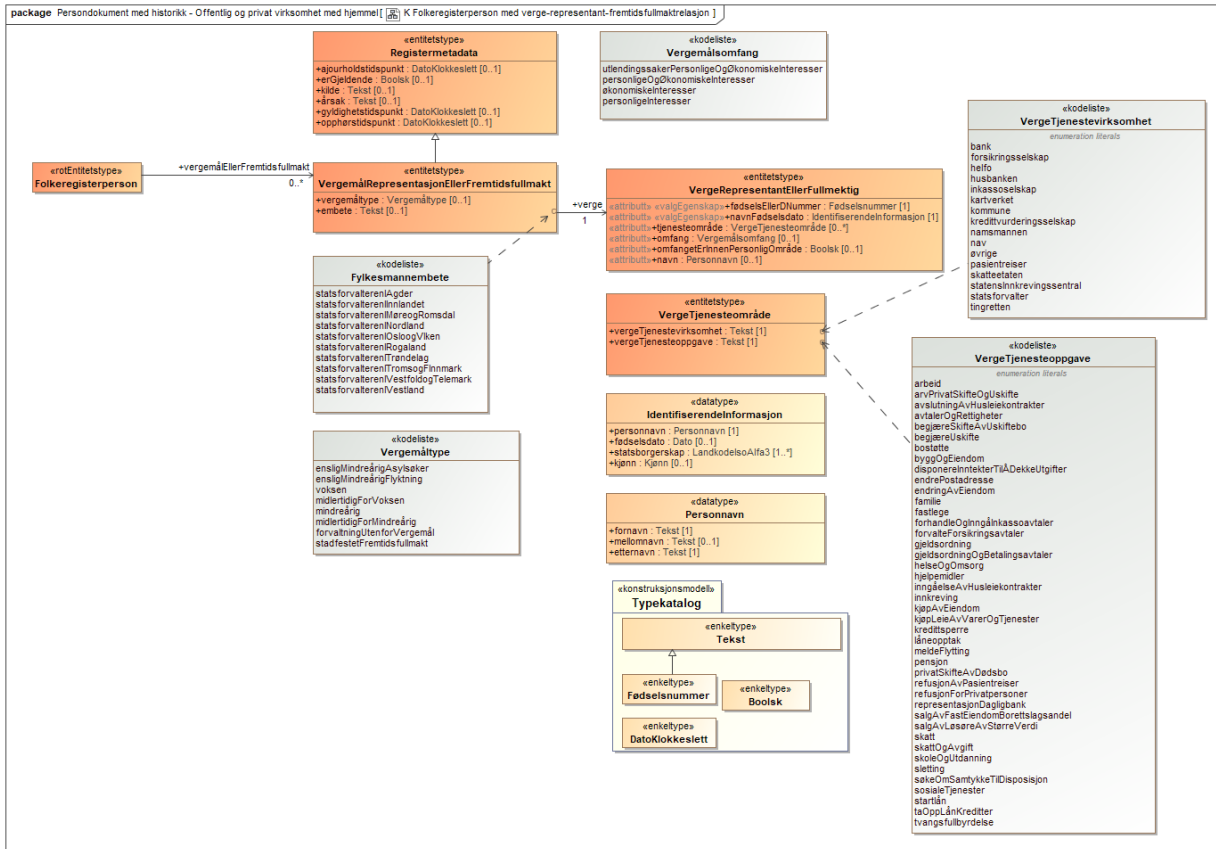 package Persondokument med historikk - Offentlig og privat virksomhet med hjemmel[ K Folkeregisterperson med verge-representant-fremtidsfullmaktrelasjon ]
«entitetstype»
Registermetadata
+ajourholdstidspunkt : DatoKlokkeslett [0..1]
+erGjeldende : Boolsk [0..1]
+kilde : Tekst [0..1]
+årsak : Tekst [0..1]
+gyldighetstidspunkt : DatoKlokkeslett [0..1]
+opphørstidspunkt : DatoKlokkeslett [0..1]
«kodeliste»
Vergemålsomfang
utlendingssakerPersonligeOgØkonomiskeInteresser
personligeOgØkonomiskeInteresser
økonomiskeInteresser
personligeInteresser
«rotEntitetstype»
Folkeregisterperson
+vergemålEllerFremtidsfullmakt
0..*
«entitetstype»
VergemålRepresentasjonEllerFremtidsfullmakt
+vergemåltype : Vergemåltype [0..1]
+embete : Tekst [0..1]
+verge
1
«entitetstype»
VergeRepresentantEllerFullmektig
«attributt» «valgEgenskap»+fødselsEllerDNummer : Fødselsnummer [1]
«attributt» «valgEgenskap»+navnFødselsdato : IdentifiserendeInformasjon [1]
«attributt»+tjenesteområde : VergeTjenesteområde [0..*]
«attributt»+omfang : Vergemålsomfang [0..1]
«attributt»+omfangetErInnenPersonligOmråde : Boolsk [0..1]
«attributt»+navn : Personnavn [0..1]
«kodeliste»
VergeTjenestevirksomhet
enumeration literals
bank
forsikringsselskap
helfo
husbanken
inkassoselskap
kartverket
kommune
kredittvurderingsselskap
namsmannen
nav
øvrige
pasientreiser
skatteetaten
statensInnkrevingssentral
statsforvalter
tingretten
«kodeliste»
Fylkesmannembete
statsforvalterenIAgder
statsforvalterenIInnlandet
statsforvalterenIMøreogRomsdal
statsforvalterenINordland
statsforvalterenIOsloogViken
statsforvalterenIRogaland
statsforvalterenITrøndelag
statsforvalterenITromsogFinnmark
statsforvalterenIVestfoldogTelemark
statsforvalterenIVestland
«entitetstype»
VergeTjenesteområde
+vergeTjenestevirksomhet : Tekst [1]
+vergeTjenesteoppgave : Tekst [1]
«kodeliste»
Vergemåltype
ensligMindreårigAsylsøker
ensligMindreårigFlyktning
voksen
midlertidigForVoksen
mindreårig
midlertidigForMindreårig
forvaltningUtenforVergemål
stadfestetFremtidsfullmakt
«datatype»
IdentifiserendeInformasjon
+personnavn : Personnavn [1]
+fødselsdato : Dato [0..1]
+statsborgerskap : LandkodeIsoAlfa3 [1..*]
+kjønn : Kjønn [0..1]
«datatype»
Personnavn
+fornavn : Tekst [1]
+mellomnavn : Tekst [0..1]
+etternavn : Tekst [1]
«konstruksjonsmodell»
Typekatalog
«enkeltype»
Tekst
«enkeltype»
Fødselsnummer
«enkeltype»
Boolsk
«enkeltype»
DatoKlokkeslett
«kodeliste»
VergeTjenesteoppgave
enumeration literals
arbeid
arvPrivatSkifteOgUskifte
avslutningAvHusleiekontrakter
avtalerOgRettigheter
begjæreSkifteAvUskiftebo
begjæreUskifte
bostøtte
byggOgEiendom
disponereInntekterTilÅDekkeUtgifter
endrePostadresse
endringAvEiendom
familie
fastlege
forhandleOgInngåInkassoavtaler
forvalteForsikringsavtaler
gjeldsordning
gjeldsordningOgBetalingsavtaler
helseOgOmsorg
hjelpemidler
inngåelseAvHusleiekontrakter
innkreving
kjøpAvEiendom
kjøpLeieAvVarerOgTjenester
kredittsperre
låneopptak
meldeFlytting
pensjon
privatSkifteAvDødsbo
refusjonAvPasientreiser
refusjonForPrivatpersoner
representasjonDagligbank
salgAvFastEiendomBorettslagsandel
salgAvLøsøreAvStørreVerdi
skatt
skattOgAvgift
skoleOgUtdanning
sletting
søkeOmSamtykkeTilDisposisjon
sosialeTjenester
startlån
taOppLånKreditter
tvangsfullbyrdelse